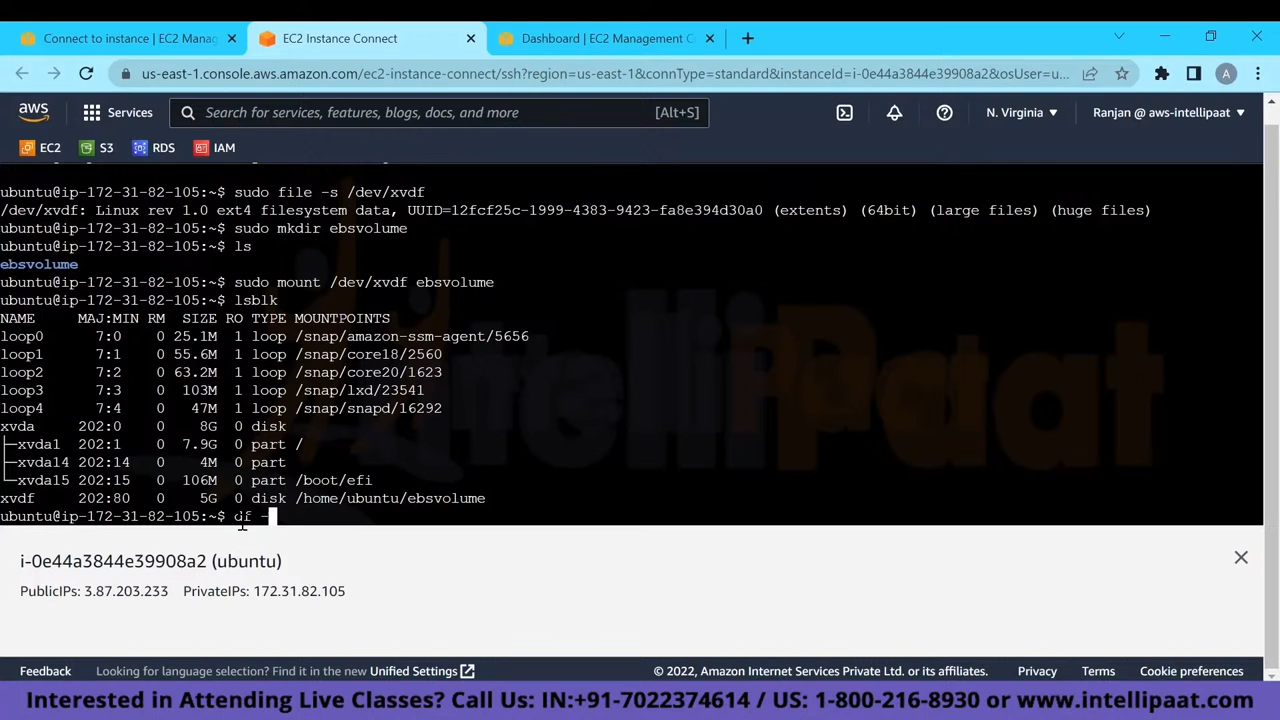 Connect to instance | EC2 Manag
EC2 Instance Connect
Dashboard | EC2 Management C
us-east-1.console.aws.amazon.com/ec2-instance-connect/ssh?region=us-east-1&connType=standard&instanceId=i-0e44a3844e39908a2&osUser=u...
A
aws
Services
Search for services, features, blogs, docs, and more
[Alt+S]
N. Virginia
Ranjan @ aws-intellipaat
EC2 S3 RDS IAM
ubuntu@ip-172-31-82-105:~$ sudo file -s /dev/xvdf
/dev/xvdf: Linux rev 1.0 ext4 filesystem data, UUID=12fcf25c-1999-4383-9423-fa8e394d30a0 (extents) (64bit) (large files) (huge files)
ubuntu@ip-172-31-82-105:~$ sudo mkdir ebsvolume
ubuntu@ip-172-31-82-105:~$ ls
ebsvolume
ubuntu@ip-172-31-82-105:~$ sudo mount /dev/xvdf ebsvolume
ubuntu@ip-172-31-82-105:~$ lsblk
NAME MAJ:MIN RM SIZE RO TYPE MOUNTPOINTS
loop0 7:0 0 25.1M 1 loop /snap/amazon-ssm-agent/5656
loop1 7:1 0 55.6M 1 loop /snap/core18/2560
loop2 7:2 0 63.2M 1 loop /snap/core20/1623
loop3 7:3 0 103M 1 loop /snap/lxd/23541
loop4 7:4 0 47M 1 loop /snap/snapd/16292
xvda 202:0 0 8G 0 disk
├─xvda1 202:1 0 7.9G 0 part /
├─xvda14 202:14 0 4M 0 part
└─xvda15 202:15 0 106M 0 part /boot/efi
xvdf 202:80 0 5G 0 disk /home/ubuntu/ebsvolume
ubuntu@ip-172-31-82-105:~$ df -
intelliPaat
i-0e44a3844e39908a2 (ubuntu)
PublicIPs: 3.87.203.233 PrivateIPs: 172.31.82.105
Feedback Looking for language selection? Find it in the new Unified Settings © 2022, Amazon Internet Services Private Ltd. or its affiliates. Privacy Terms Cookie preferences
Interested in Attending Live Classes? Call Us: IN:+91-7022374614 / US: 1-800-216-8930 or www.intellipaat.com